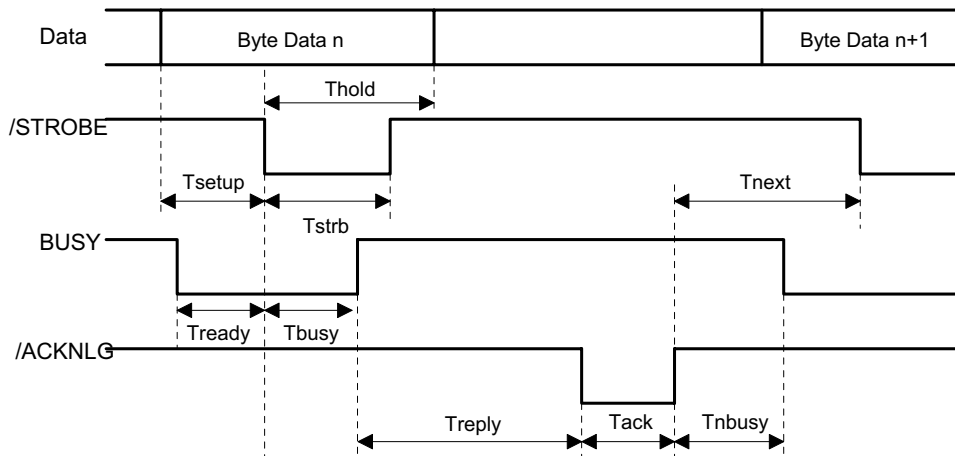 Data
Byte Data n
Byte Data n+1
Thold
/STROBE
Tsetup
Tnext
Tstrb
BUSY
Tready
Tbusy
/ACKNLG
Treply
Tack
Tnbusy